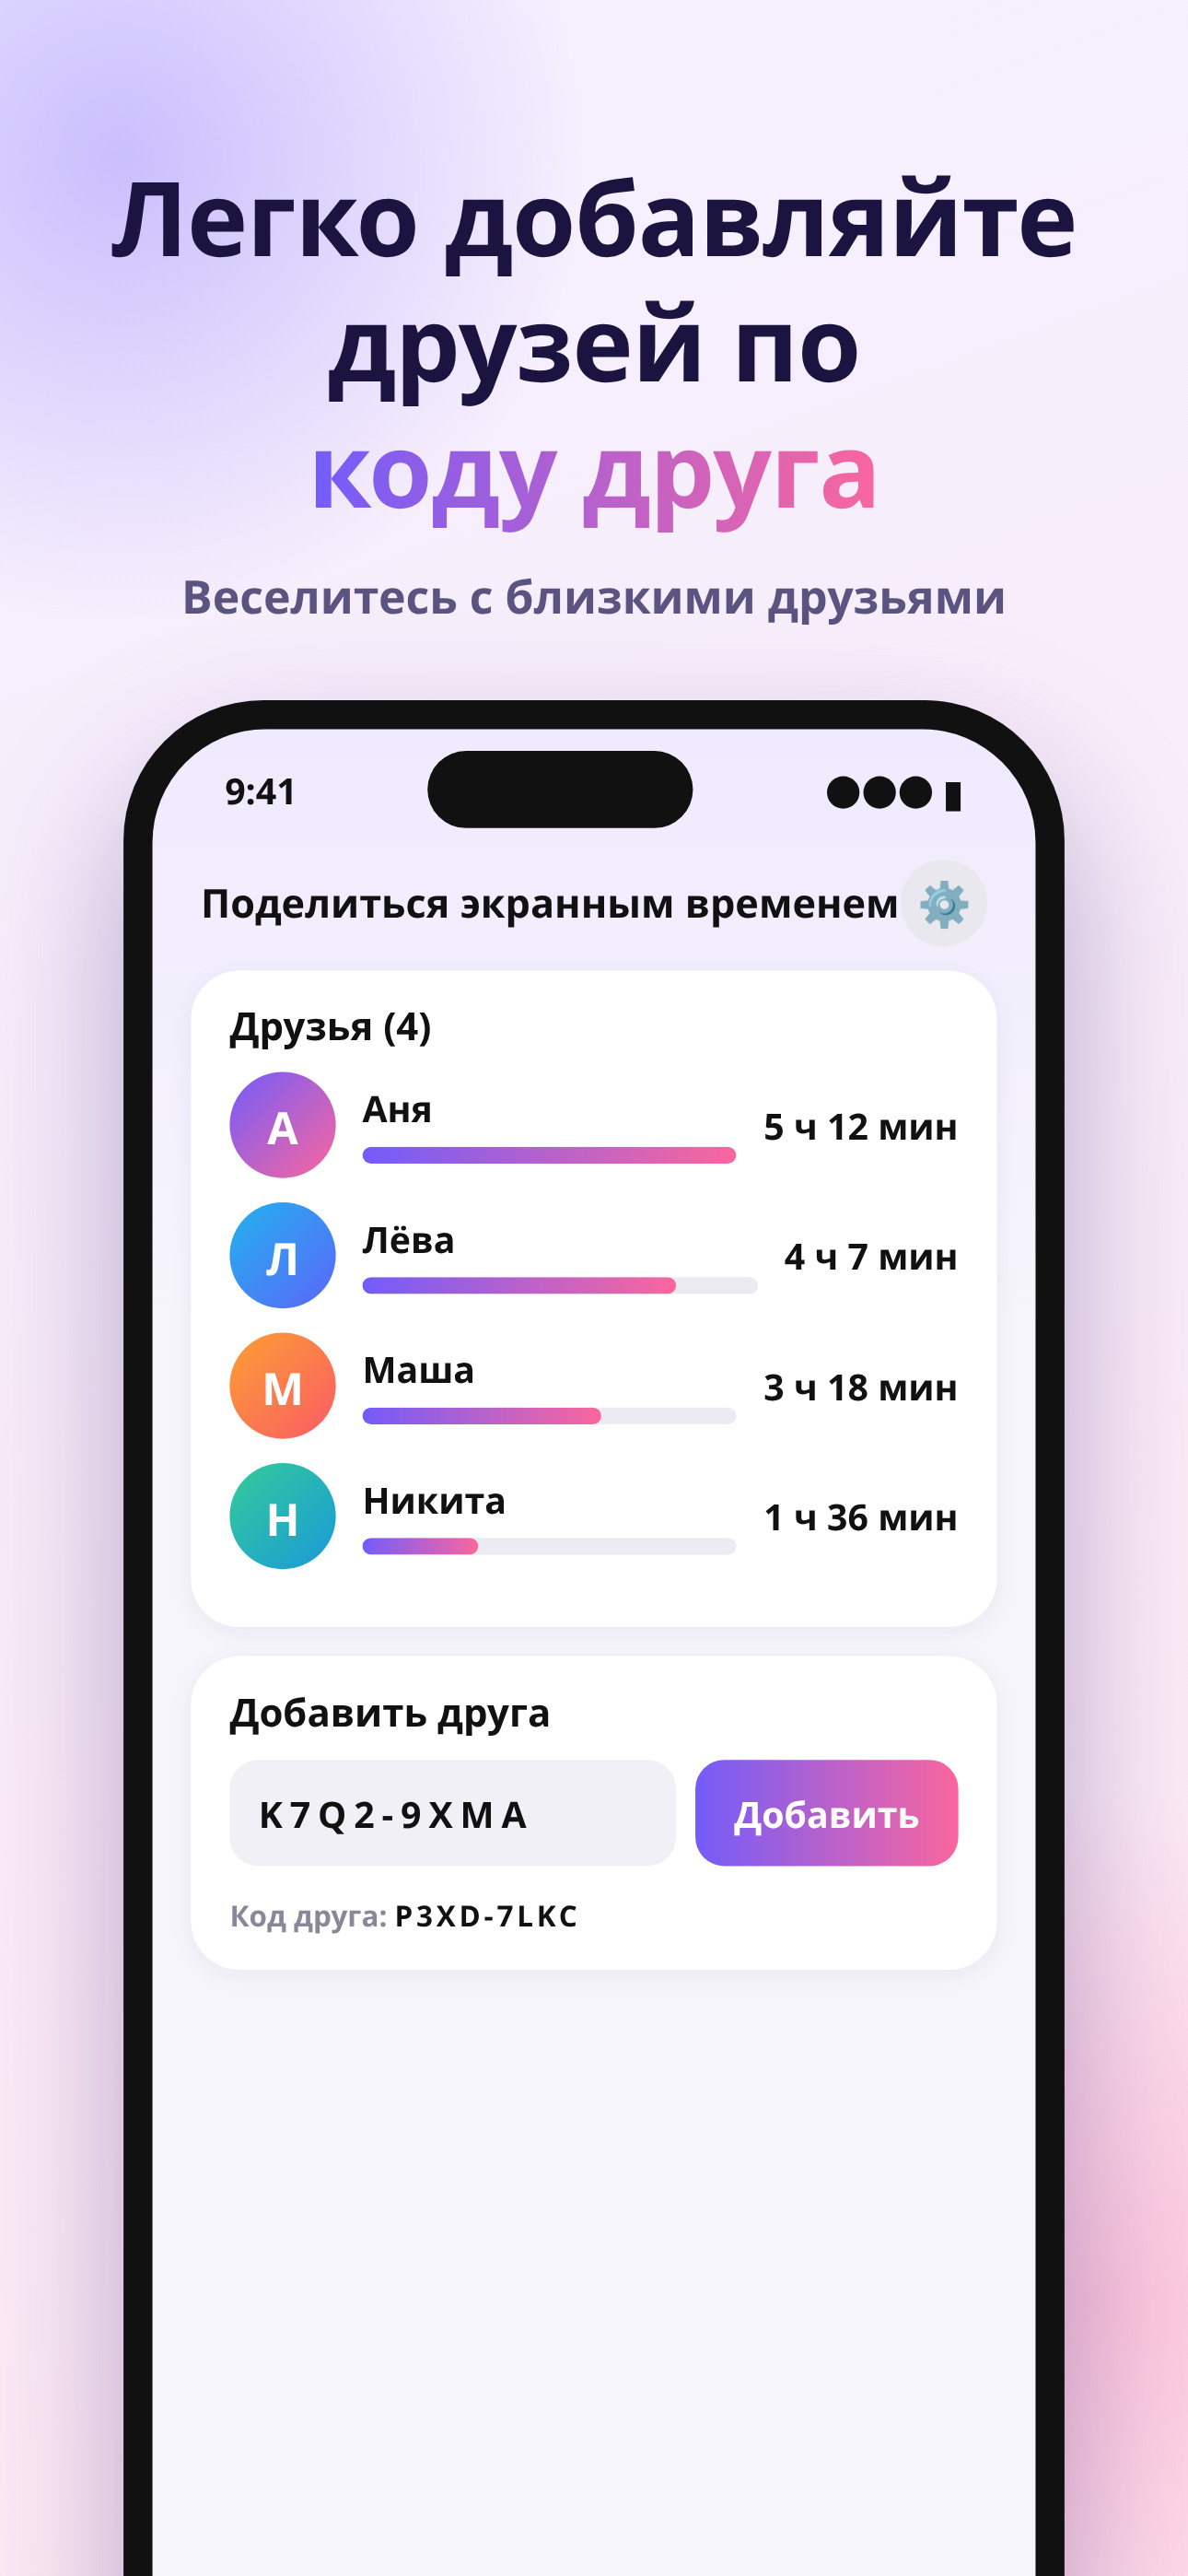 Легко добавляйте
друзей по
коду друга
Веселитесь с близкими друзьями
9:41
Поделиться экранным временем
Друзья (4)
А
Аня
5 ч 12 мин
Л
Лёва
4 ч 7 мин
М
Маша
3 ч 18 мин
Н
Никита
1 ч 36 мин
Добавить друга
K7Q2-9XMA
Добавить
Код друга: P3XD-7LKC